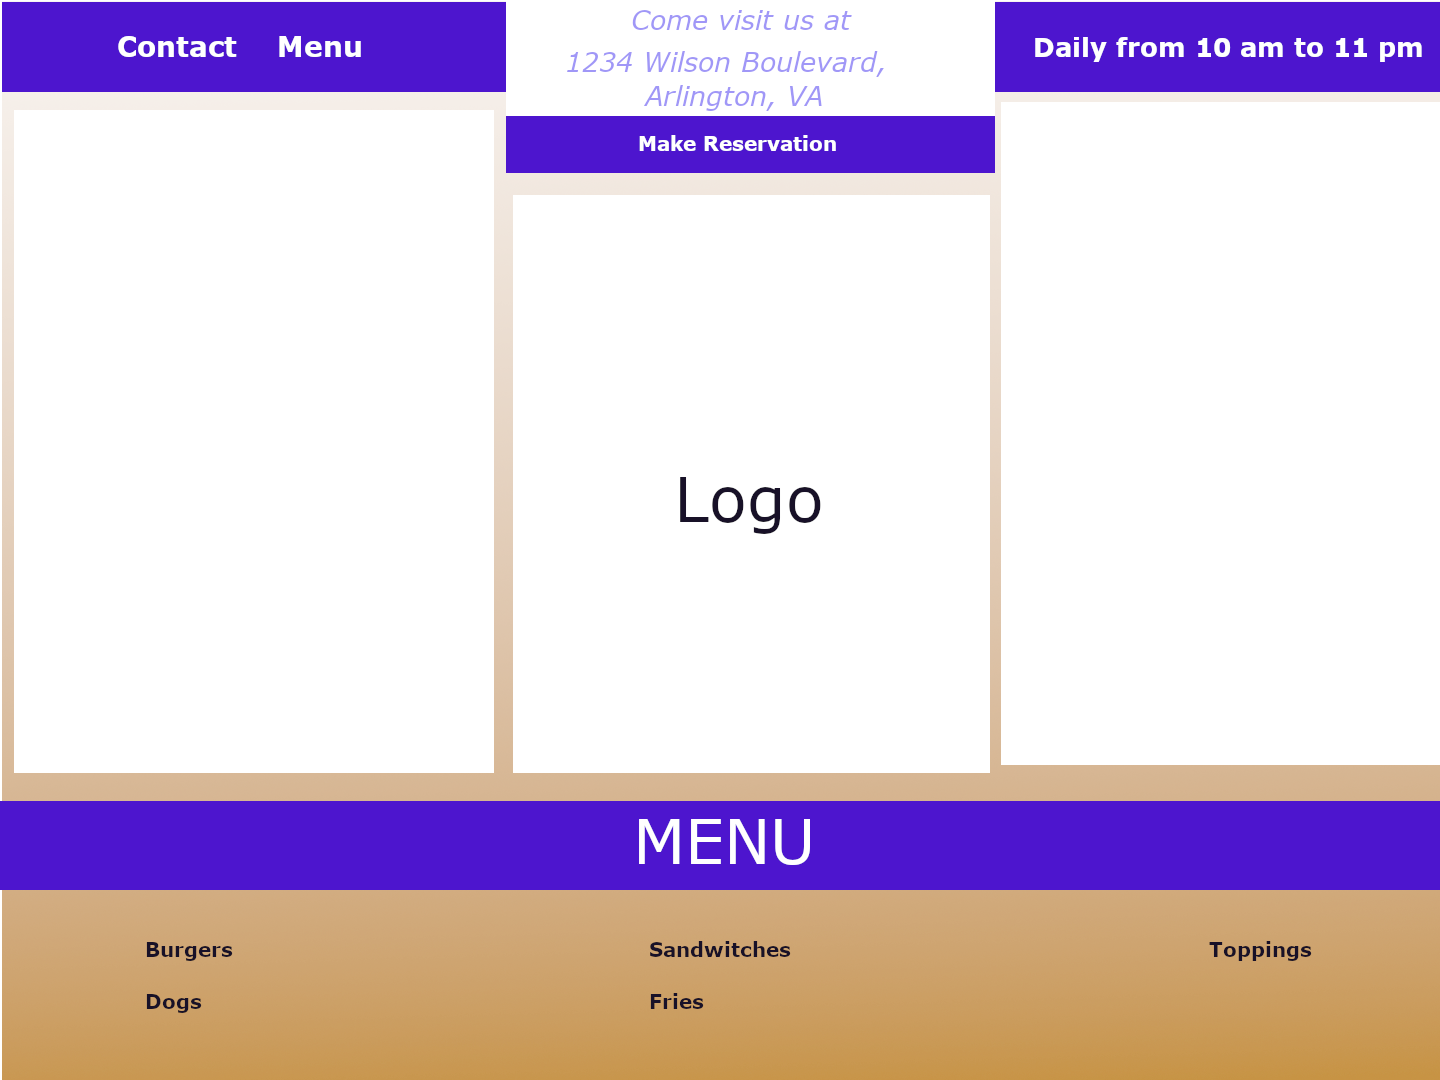 Contact Menu
Come visit us at
1234 Wilson Boulevard,
Arlington, VA
Daily from 10 am to 11 pm
Make Reservation
Logo
MENU
Burgers
Sandwitches
Toppings
Dogs
Fries